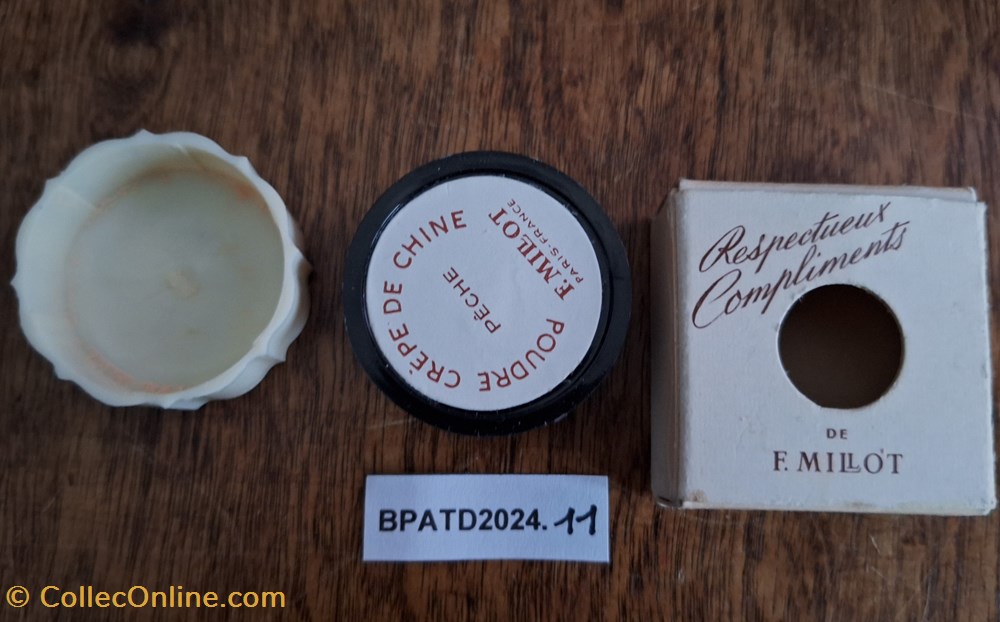 POUDRE CRÊPE DE CHINE
PÊCHE
F. MILLOT
PARIS-FRANCE
Respectueux
Compliments
DE
F. MILLOT
BPATD2024.11
© CollecOnline.com